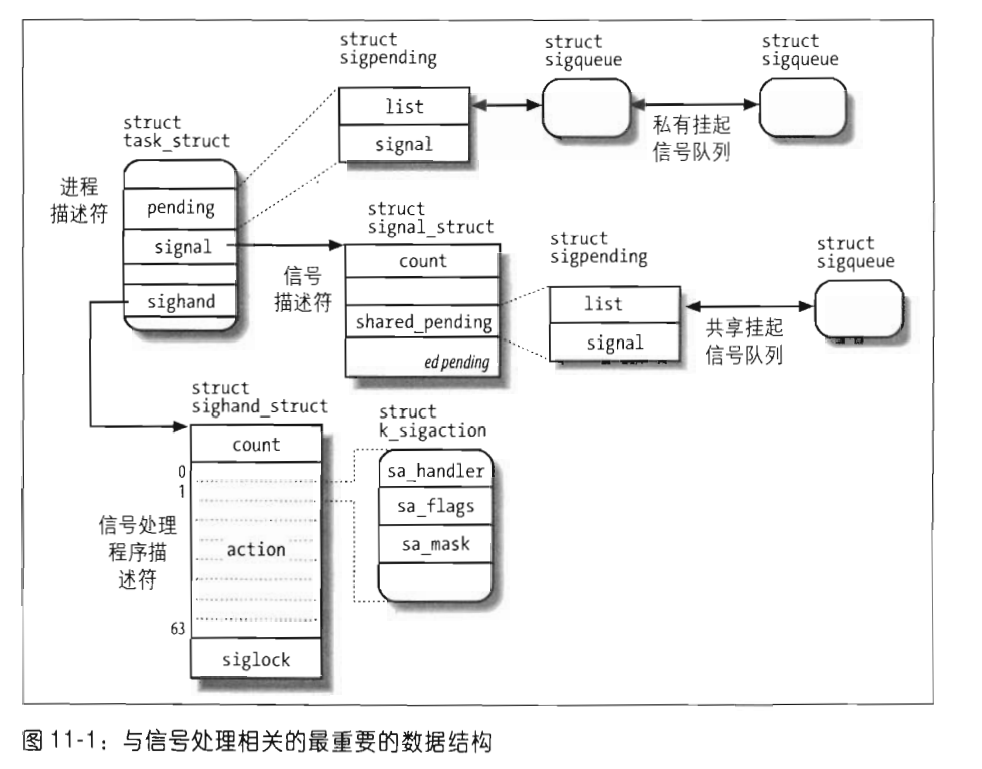 struct
sigpending
list
signal
struct
sigqueue
struct
sigqueue
私有挂起
信号队列
struct
task_struct
进程
描述符
pending
signal
sighand
信号
描述符
struct
signal_struct
count
shared_pending
ed pending
struct
sigpending
list
signal
struct
sigqueue
共享挂起
信号队列
struct
sighand_struct
count
0
1
action
63
siglock
信号处理
程序描
述符
struct
k_sigaction
sa_handler
sa_flags
sa_mask
图 11-1：与信号处理相关的最重要的数据结构